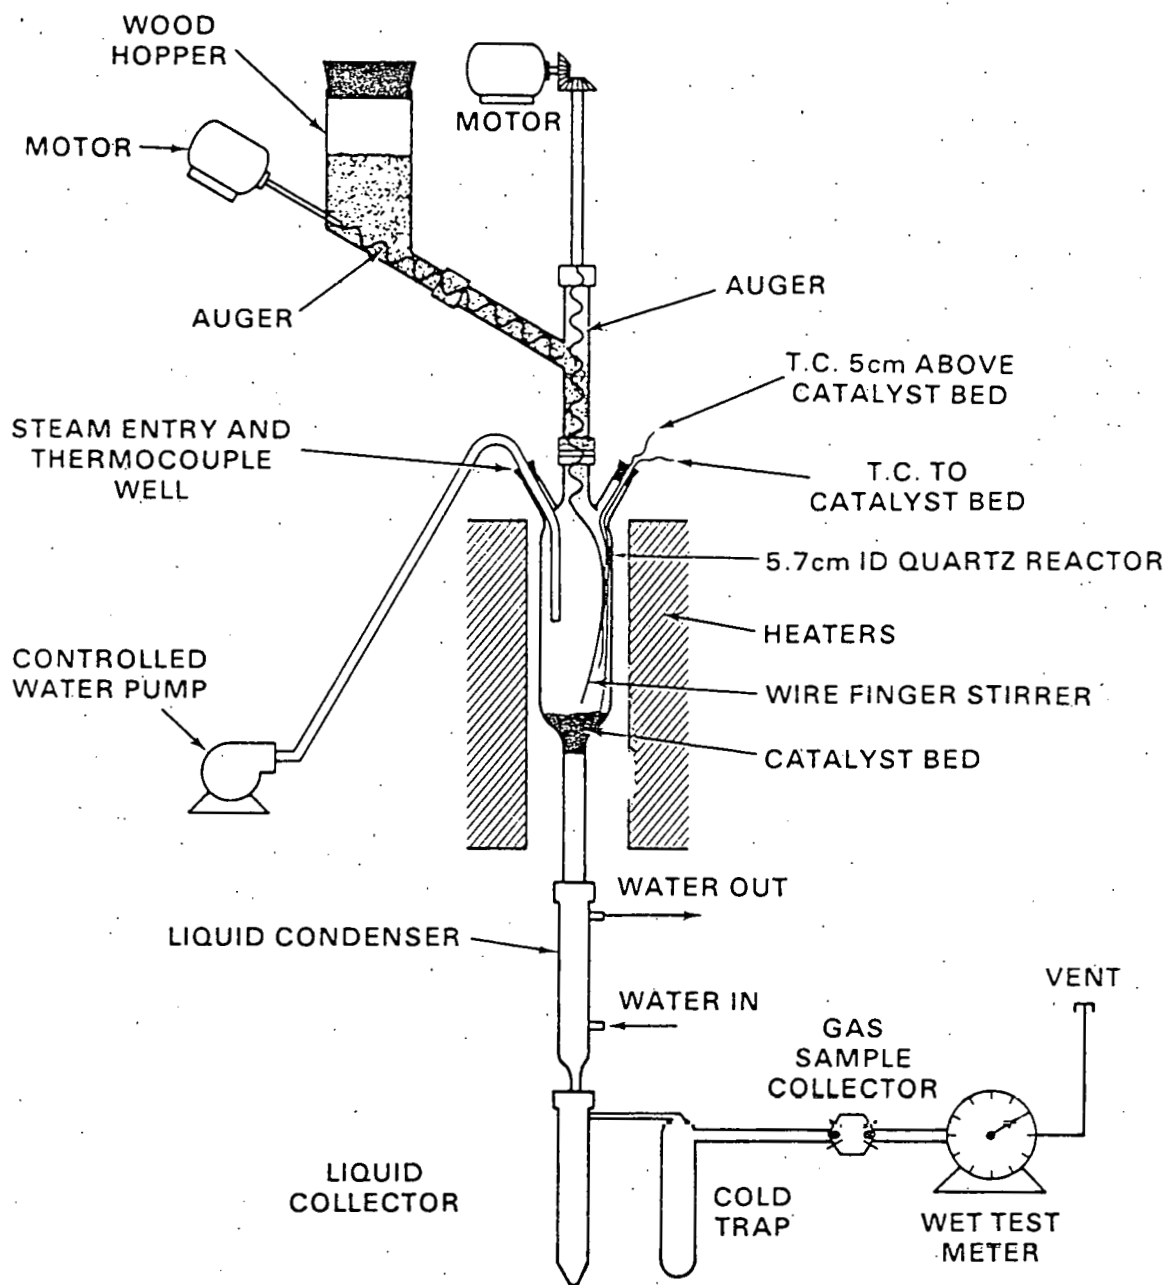 WOOD
HOPPER
MOTOR
MOTOR
AUGER
AUGER
T.C. 5cm ABOVE
CATALYST BED
STEAM ENTRY AND
THERMOCOUPLE
WELL
T.C. TO
CATALYST BED
5.7cm ID QUARTZ REACTOR
HEATERS
CONTROLLED
WATER PUMP
WIRE FINGER STIRRER
CATALYST BED
WATER OUT
LIQUID CONDENSER
WATER IN
VENT
GAS
SAMPLE
COLLECTOR
LIQUID
COLLECTOR
COLD
TRAP
WET TEST
METER